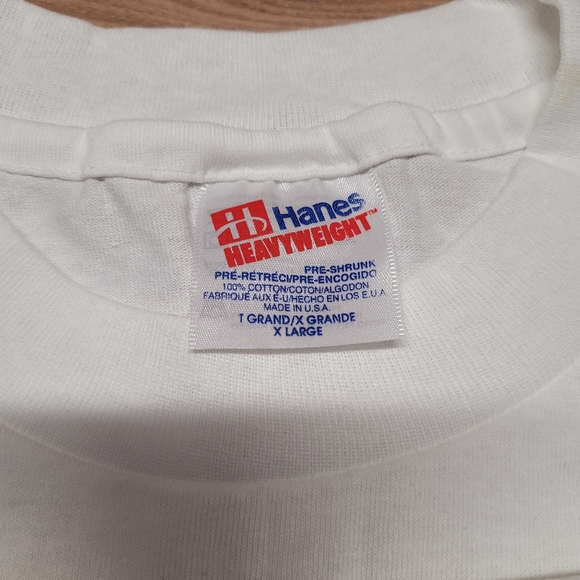 Hanes
HEAVYWEIGHT™
PRE-SHRUNK
PRÉ-RÉTRÉCI/PRE-ENCOGIDO
100% COTTON/COTON/ALGODON
FABRIQUÉ AUX É-U/HECHO EN LOS E.U.A
MADE IN U.S.A.
T GRAND/X GRANDE
X LARGE